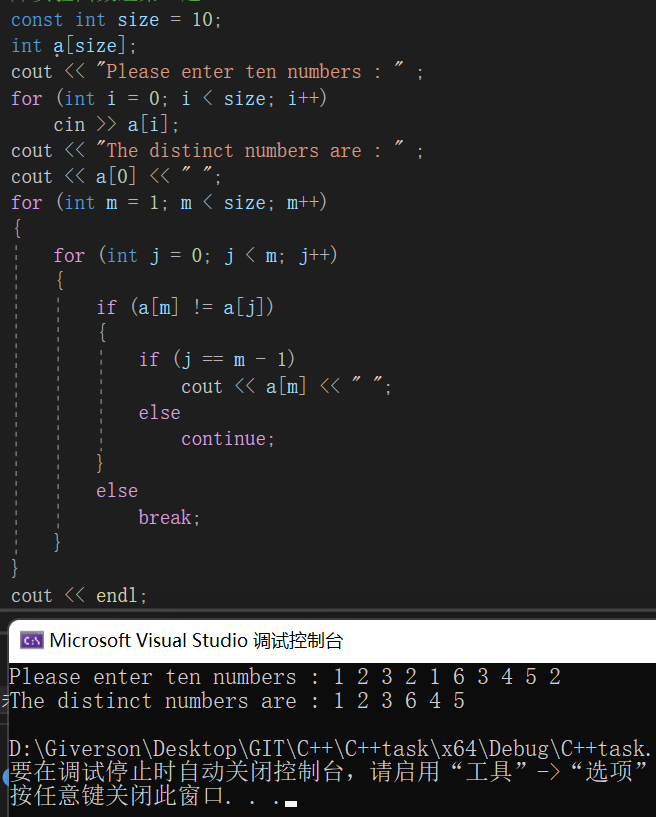 const int size = 10;
int a[size];
cout << "Please enter ten numbers : " ;
for (int i = 0; i < size; i++)
cin >> a[i];
cout << "The distinct numbers are : " ;
cout << a[0] << " ";
for (int m = 1; m < size; m++)
{
for (int j = 0; j < m; j++)
{
if (a[m] != a[j])
{
if (j == m - 1)
cout << a[m] << " ";
else
continue;
}
else
break;
}
}
cout << endl;
Microsoft Visual Studio 调试控制台
Please enter ten numbers : 1 2 3 2 1 6 3 4 5 2
The distinct numbers are : 1 2 3 6 4 5
D:\Giverson\Desktop\GIT\C++\C++task\x64\Debug\C++task.
要在调试停止时自动关闭控制台，请启用“工具”->“选项”
按任意键关闭此窗口. . .